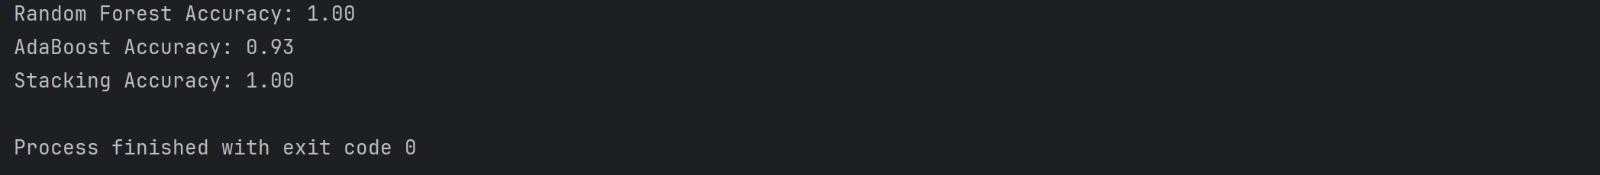 Random Forest Accuracy: 1.00
AdaBoost Accuracy: 0.93
Stacking Accuracy: 1.00
Process finished with exit code 0